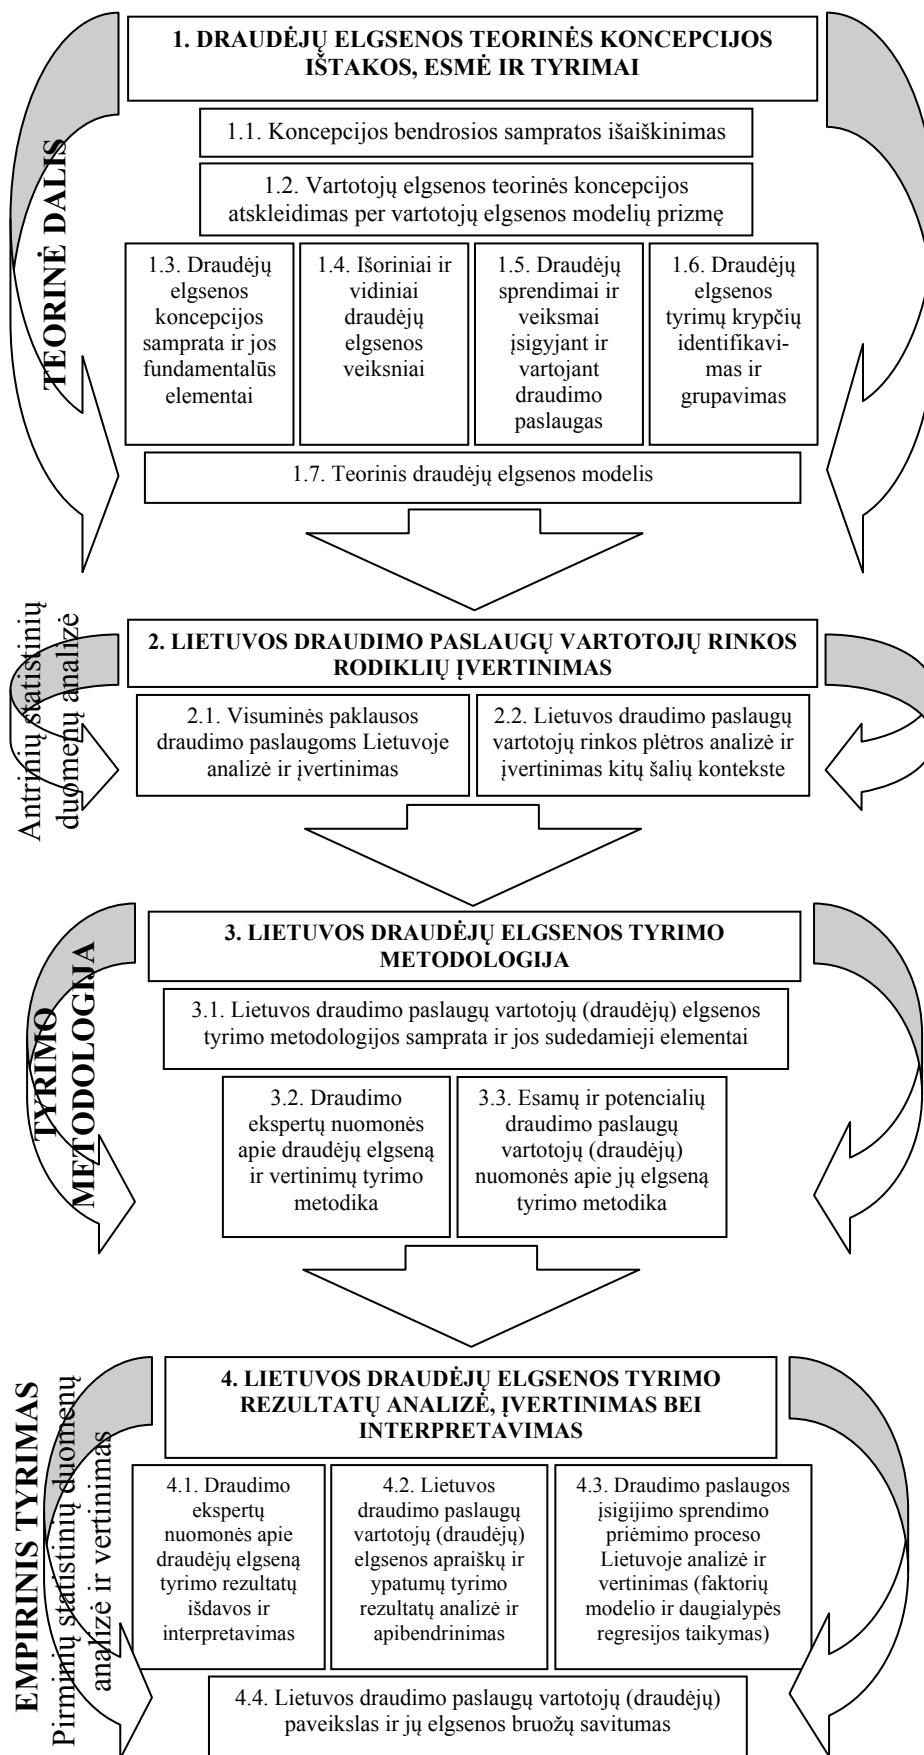 1. DRAUDĖJŲ ELGSENOS TEORINĖS KONCEPCIJOS
IŠTAKOS, ESMĖ IR TYRIMAI
1.1. Koncepcijos bendrosios sampratos išaiškinimas
1.2. Vartotojų elgsenos teorinės koncepcijos
atskleidimas per vartotojų elgsenos modelių prizmę
TEORINĖ DALIS
1.3. Draudėjų
elgsenos
koncepcijos
samprata ir jos
fundamentalūs
elementai
1.4. Išoriniai ir
vidiniai
draudėjų
elgsenos
veiksniai
1.5. Draudėjų
sprendimai ir
veiksmai
įsigyjant ir
vartojant
draudimo
paslaugas
1.6. Draudėjų
elgsenos
tyrimų krypčių
identifikavi-
mas ir
grupavimas
1.7. Teorinis draudėjų elgsenos modelis
Antrinių statistinių
duomenų analizė
2. LIETUVOS DRAUDIMO PASLAUGŲ VARTOTOJŲ RINKOS
RODIKLIŲ ĮVERTINIMAS
2.1. Visuminės paklausos
draudimo paslaugoms Lietuvoje
analizė ir įvertinimas
2.2. Lietuvos draudimo paslaugų
vartotojų rinkos plėtros analizė ir
įvertinimas kitų šalių kontekste
TYRIMO
METODOLOGIJA
3. LIETUVOS DRAUDĖJŲ ELGSENOS TYRIMO
METODOLOGIJA
3.1. Lietuvos draudimo paslaugų vartotojų (draudėjų) elgsenos
tyrimo metodologijos samprata ir jos sudedamieji elementai
3.2. Draudimo
ekspertų nuomonės
apie draudėjų elgseną
ir vertinimų tyrimo
metodika
3.3. Esamų ir potencialių
draudimo paslaugų
vartotojų (draudėjų)
nuomonės apie jų elgseną
tyrimo metodika
EMPIRINIS TYRIMAS
Pirminių statistinių duomenų
analizė ir vertinimas
4. LIETUVOS DRAUDĖJŲ ELGSENOS TYRIMO
REZULTATŲ ANALIZĖ, ĮVERTINIMAS BEI
INTERPRETAVIMAS
4.1. Draudimo
ekspertų
nuomonės apie
draudėjų elgseną
tyrimo rezultatų
išdavos ir
interpretavimas
4.2. Lietuvos
draudimo paslaugų
vartotojų (draudėjų)
elgsenos apraiškų ir
ypatumų tyrimo
rezultatų analizė ir
apibendrinimas
4.3. Draudimo paslaugos
įsigijimo sprendimo
priėmimo proceso
Lietuvoje analizė ir
vertinimas (faktorių
modelio ir daugialypės
regresijos taikymas)
4.4. Lietuvos draudimo paslaugų vartotojų (draudėjų)
paveikslas ir jų elgsenos bruožų savitumas